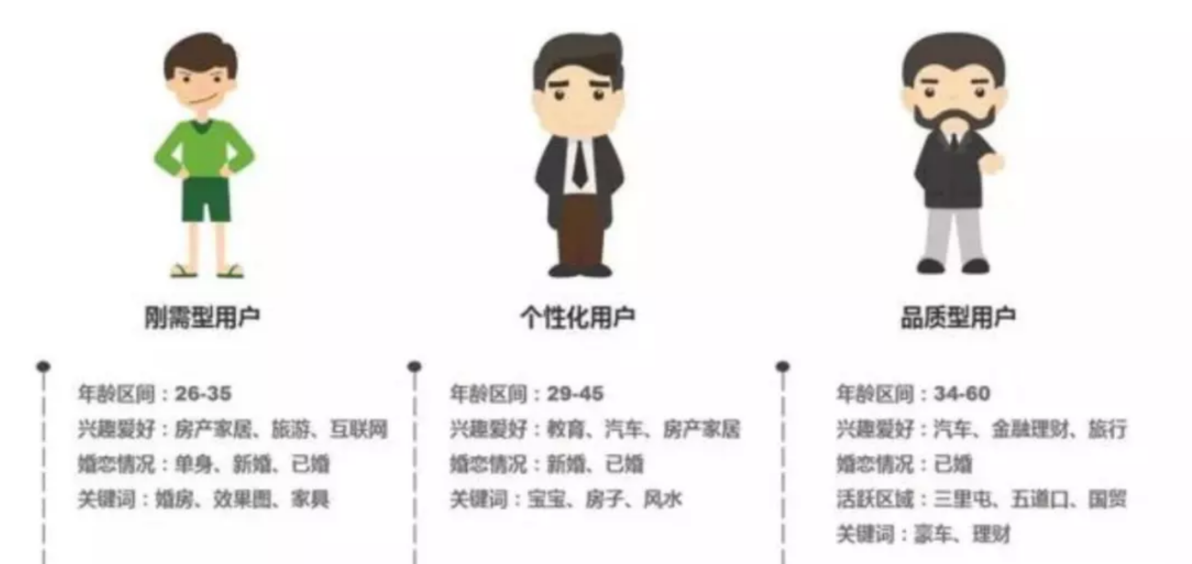 刚需型用户
年龄区间：26-35
兴趣爱好：房产家居、旅游、互联网
婚恋情况：单身、新婚、已婚
关键词：婚房、效果图、家具
个性化用户
年龄区间：29-45
兴趣爱好：教育、汽车、房产家居
婚恋情况：新婚、已婚
关键词：宝宝、房子、风水
品质型用户
年龄区间：34-60
兴趣爱好：汽车、金融理财、旅行
婚恋情况：已婚
活跃区域：三里屯、五道口、国贸
关键词：豪车、理财